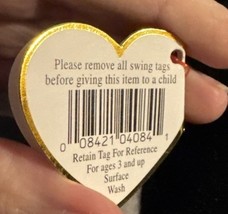 Please remove all swing tags
before giving this item to a child
0 08421 04084 1
Retain Tag For Reference
For ages 3 and up
Surface
Wash